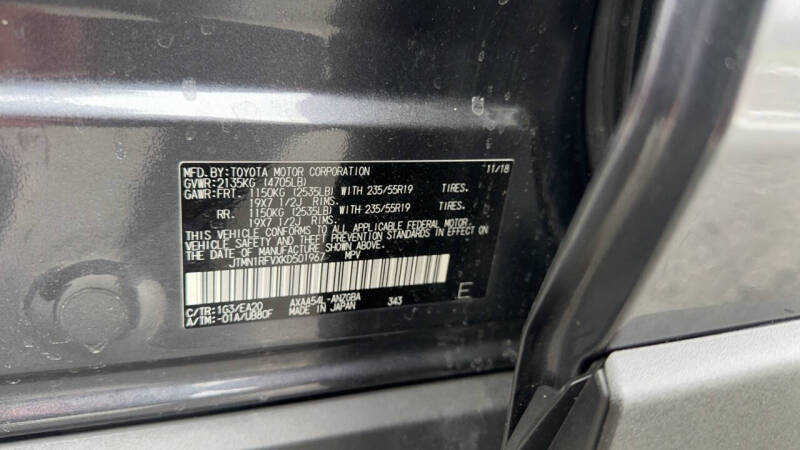 MFD. BY: TOYOTA MOTOR CORPORATION 11/18
GVWR: 2135KG (4705LB)
GAWR: FRT. 1150KG (2535LB) WITH 235/55R19 TIRES.
19X7 1/2J RIMS.
RR. 1150KG (2535LB) WITH 235/55R19 TIRES.
19X7 1/2J RIMS.
THIS VEHICLE CONFORMS TO ALL APPLICABLE FEDERAL MOTOR
VEHICLE SAFETY AND THEFT PREVENTION STANDARDS IN EFFECT ON
THE DATE OF MANUFACTURE SHOWN ABOVE.
JTMN1RFVXKD501967 MPV
C/TR: 1G3/EA20 AXAA54L-ANZGBA 343
A/TM: -01A/UB80F MADE IN JAPAN E